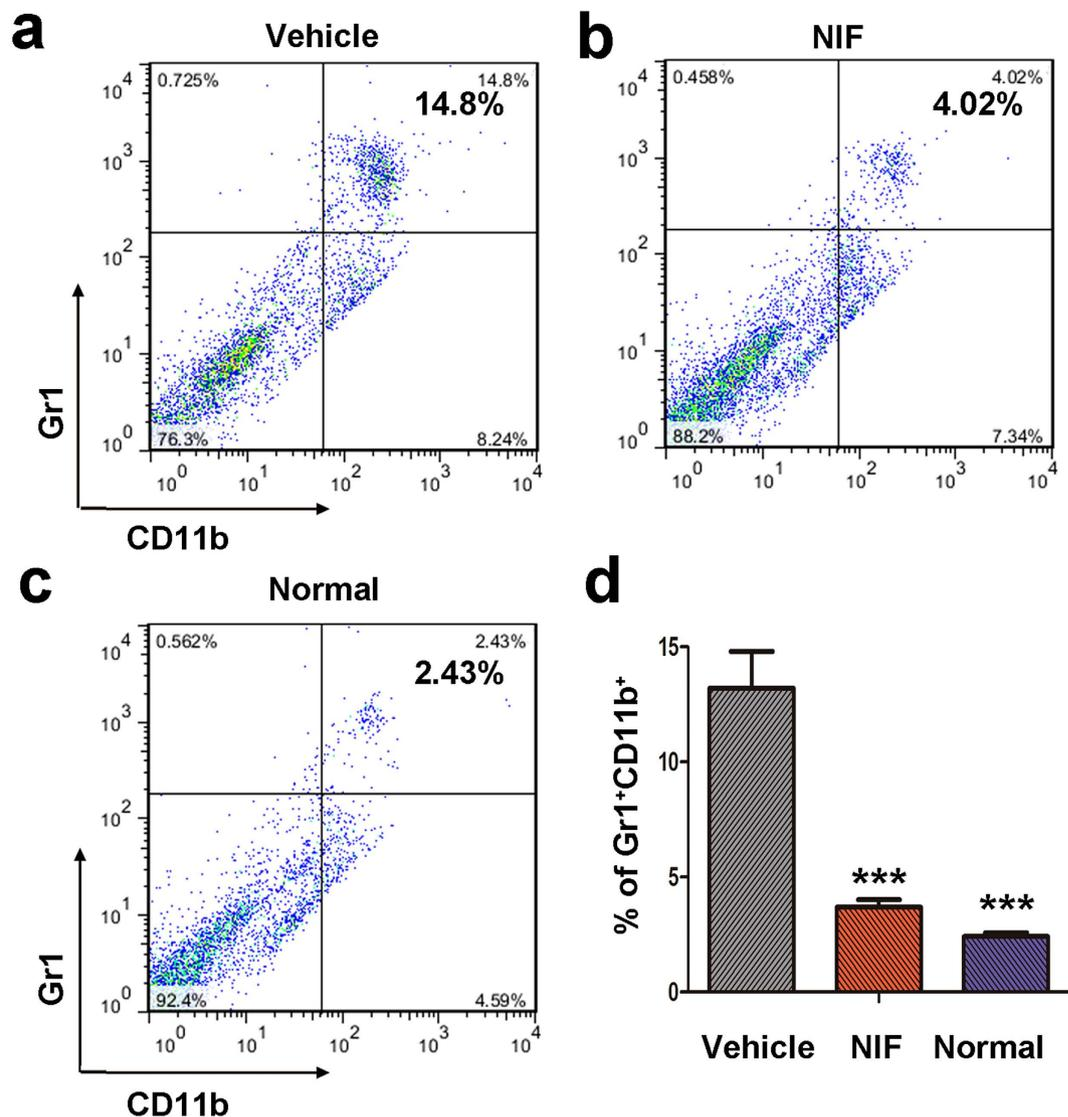 a
Vehicle
10^4
10^3
10^2
10^1
10^0
0.725%
14.8%
14.8%
76.3%
8.24%
10^0 10^1 10^2 10^3 10^4
Gr1
CD11b
b
NIF
10^4
10^3
10^2
10^1
10^0
0.458%
4.02%
4.02%
88.2%
7.34%
10^0 10^1 10^2 10^3 10^4
c
Normal
10^4
10^3
10^2
10^1
10^0
0.562%
2.43%
2.43%
92.4%
4.59%
10^0 10^1 10^2 10^3 10^4
Gr1
CD11b
d
% of Gr1⁺CD11b⁺
15
10
5
0
***
***
Vehicle NIF Normal